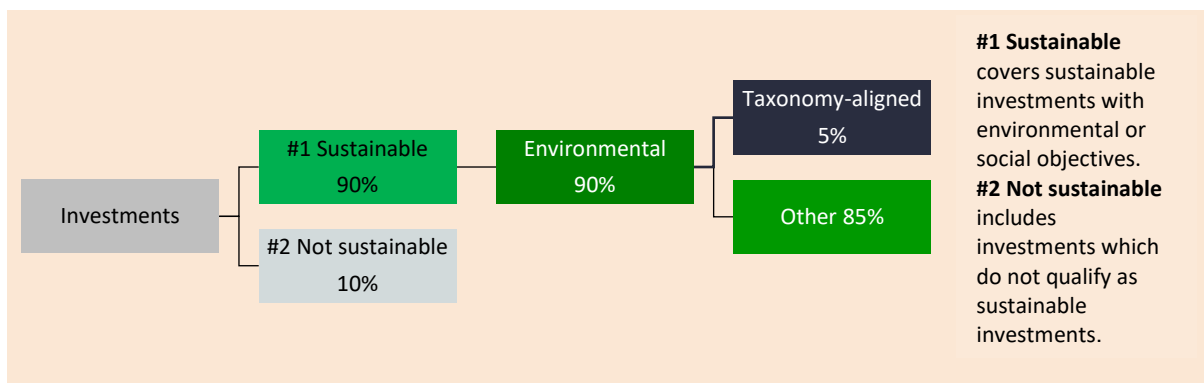 Investments
#1 Sustainable
90%
#2 Not sustainable
10%
Environmental
90%
Taxonomy-aligned
5%
Other 85%
#1 Sustainable
covers sustainable
investments with
environmental or
social objectives.
#2 Not sustainable
includes
investments which
do not qualify as
sustainable
investments.